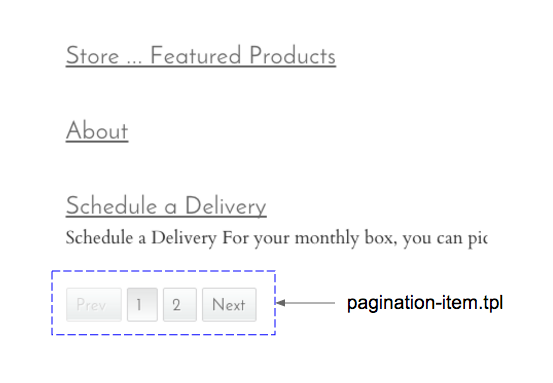 Store ... Featured Products
About
Schedule a Delivery
Schedule a Delivery For your monthly box, you can pic
Prev 1 2 Next
pagination-item.tpl